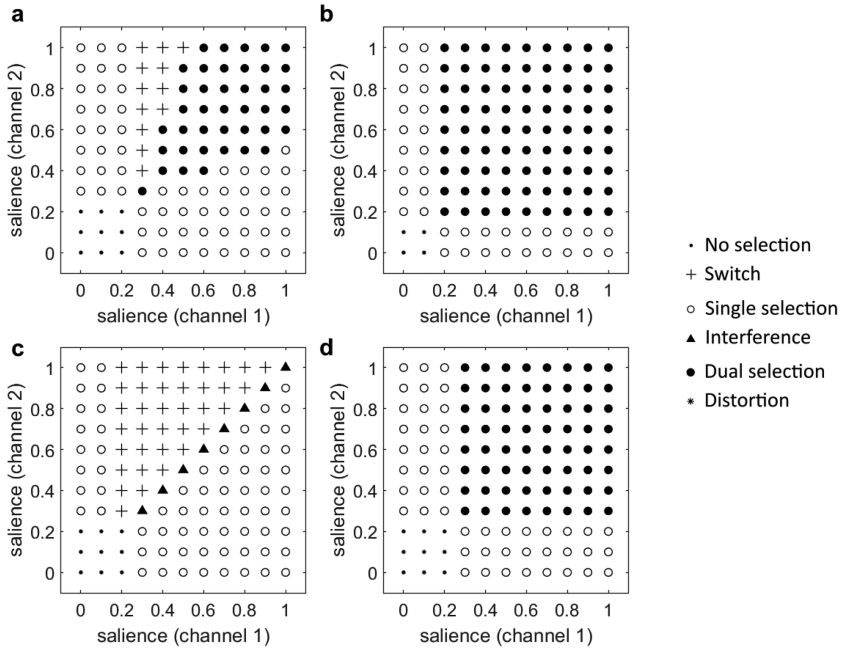 a
1
0.8
0.6
0.4
0.2
0
salience (channel 2)
0 0.2 0.4 0.6 0.8 1
salience (channel 1)
b
1
0.8
0.6
0.4
0.2
0
salience (channel 2)
0 0.2 0.4 0.6 0.8 1
salience (channel 1)
c
1
0.8
0.6
0.4
0.2
0
salience (channel 2)
0 0.2 0.4 0.6 0.8 1
salience (channel 1)
d
1
0.8
0.6
0.4
0.2
0
salience (channel 2)
0 0.2 0.4 0.6 0.8 1
salience (channel 1)
No selection
Switch
Single selection
Interference
Dual selection
Distortion